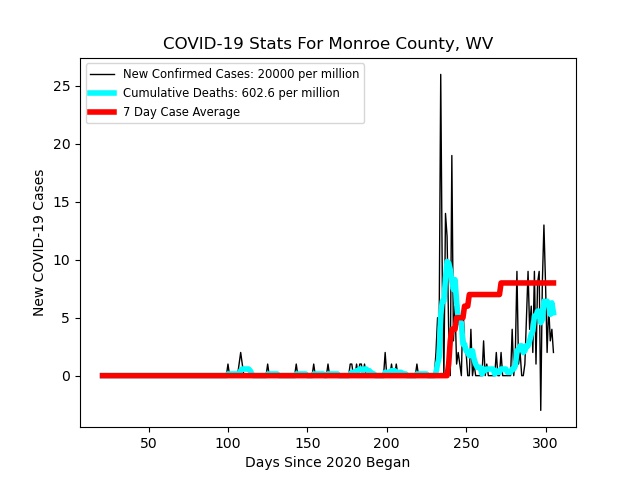 COVID-19 Stats For Monroe County, WV
New Confirmed Cases: 20000 per million
Cumulative Deaths: 602.6 per million
7 Day Case Average
New COVID-19 Cases
25
20
15
10
5
0
50 100 150 200 250 300
Days Since 2020 Began